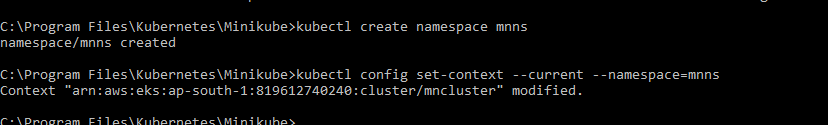 C:\Program Files\Kubernetes\Minikube>kubectl create namespace mnns
namespace/mnns created
C:\Program Files\Kubernetes\Minikube>kubectl config set-context --current --namespace=mnns
Context "arn:aws:eks:ap-south-1:819612740240:cluster/mncluster" modified.
C:\Program Files\Kubernetes\Minikube>